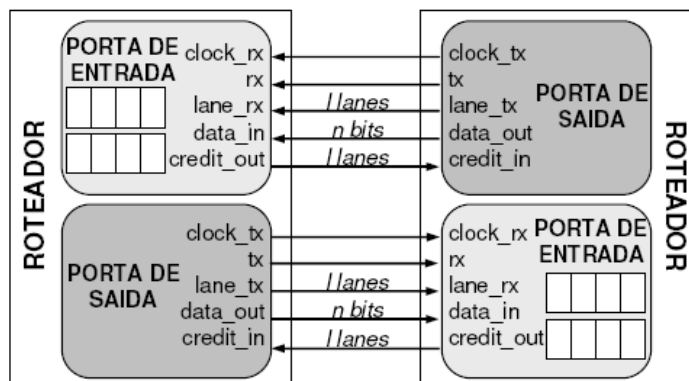 ROTEADOR
PORTA DE
ENTRADA
clock_rx
rx
lane_rx
data_in
credit_out
l lanes
n bits
l lanes
clock_tx
tx
lane_tx
data_out
credit_in
PORTA DE
SAIDA
ROTEADOR
PORTA DE
SAIDA
clock_tx
tx
lane_tx
data_out
credit_in
l lanes
n bits
l lanes
clock_rx
rx
lane_rx
data_in
credit_out
PORTA DE
ENTRADA